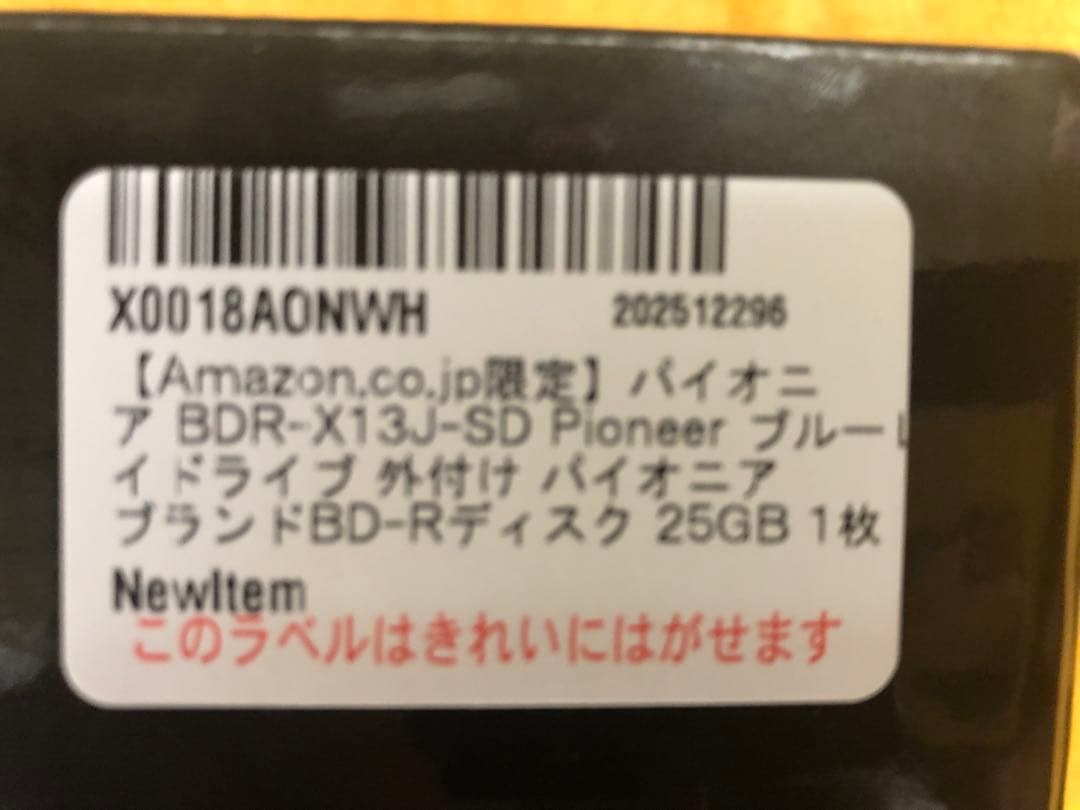 X0018AONWH 202512296
【Amazon.co.jp限定】 パイオニ
ア BDR-X13J-SD Pioneer ブルーレ
イ ドライブ 外付け パイオニア
ブランドBD-Rディスク 25GB 1枚
NewItem
このラベルはきれいにはがせます